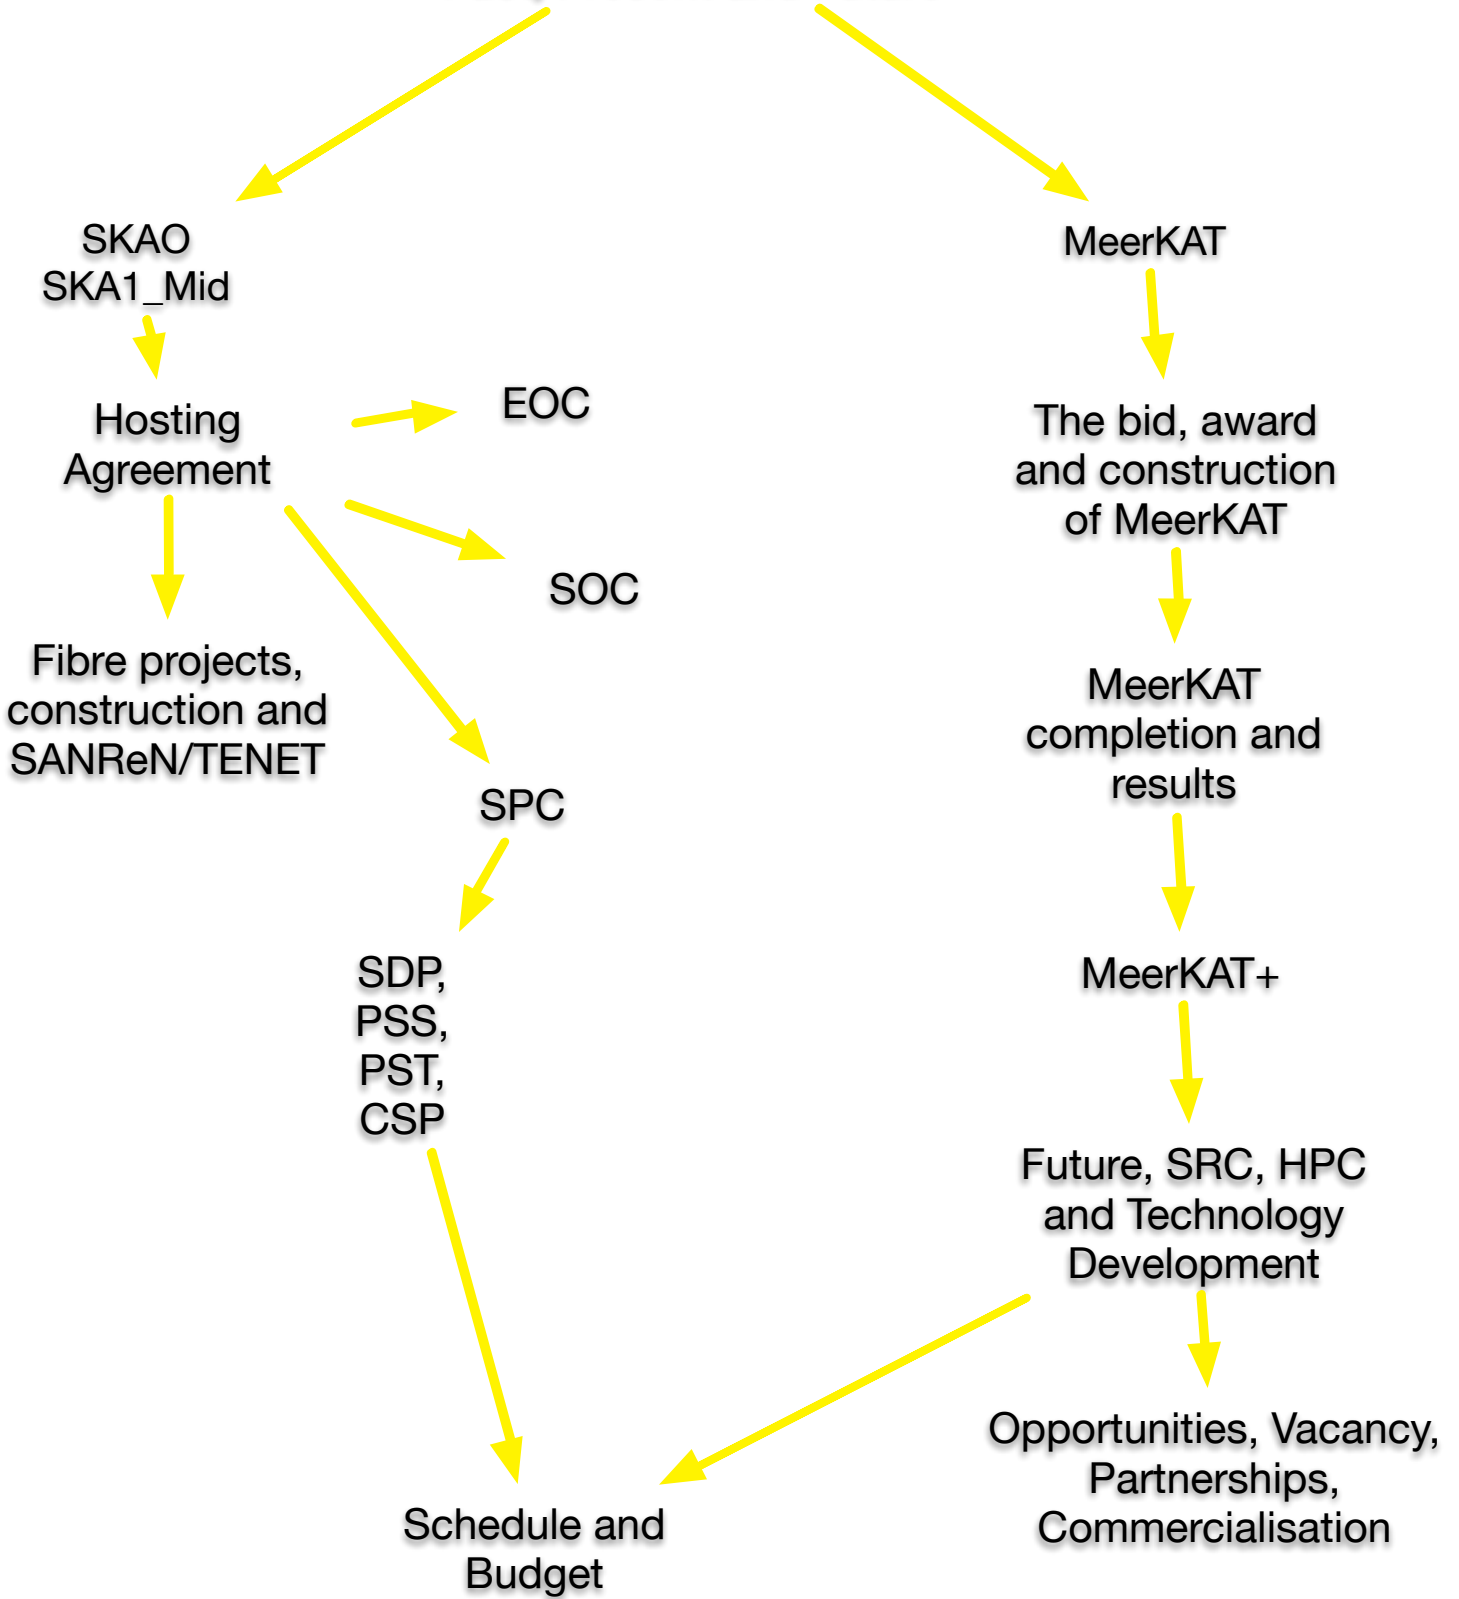 SKAO
SKA1_Mid
MeerKAT
Hosting
Agreement
EOC
The bid, award
and construction
of MeerKAT
SOC
Fibre projects,
construction and
SANReN/TENET
MeerKAT
completion and
results
SPC
SDP,
PSS,
PST,
CSP
MeerKAT+
Future, SRC, HPC
and Technology
Development
Opportunities, Vacancy,
Partnerships,
Commercialisation
Schedule and
Budget